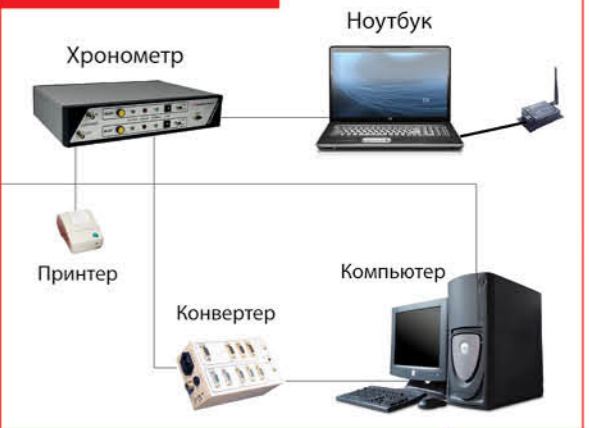 Ноутбук
Хронометр
Принтер
Компьютер
Конвертер